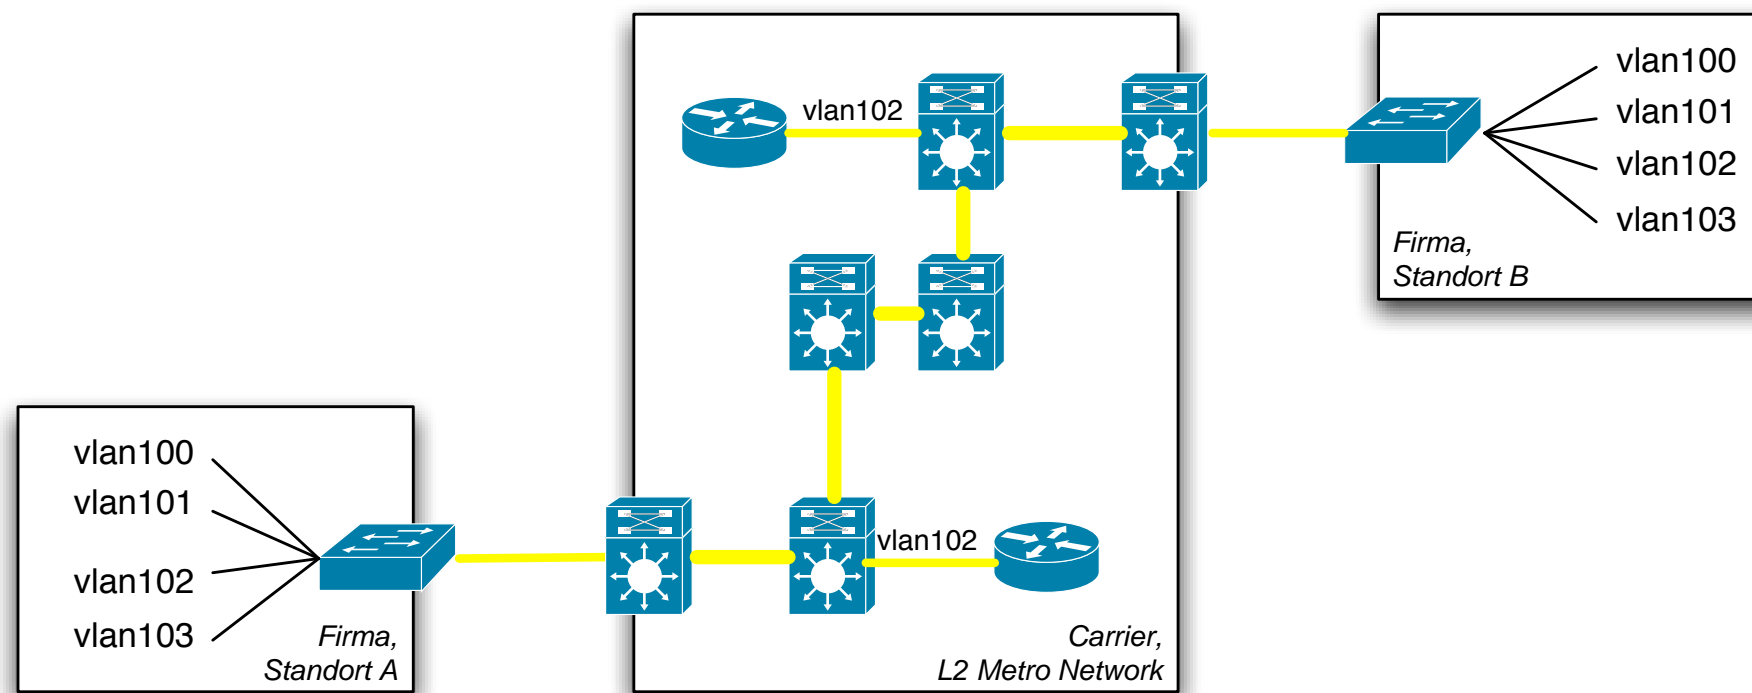 vlan102
vlan100
vlan101
vlan102
vlan103
Firma,
Standort B
vlan100
vlan101
vlan102
vlan103
Firma,
Standort A
vlan102
Carrier,
L2 Metro Network